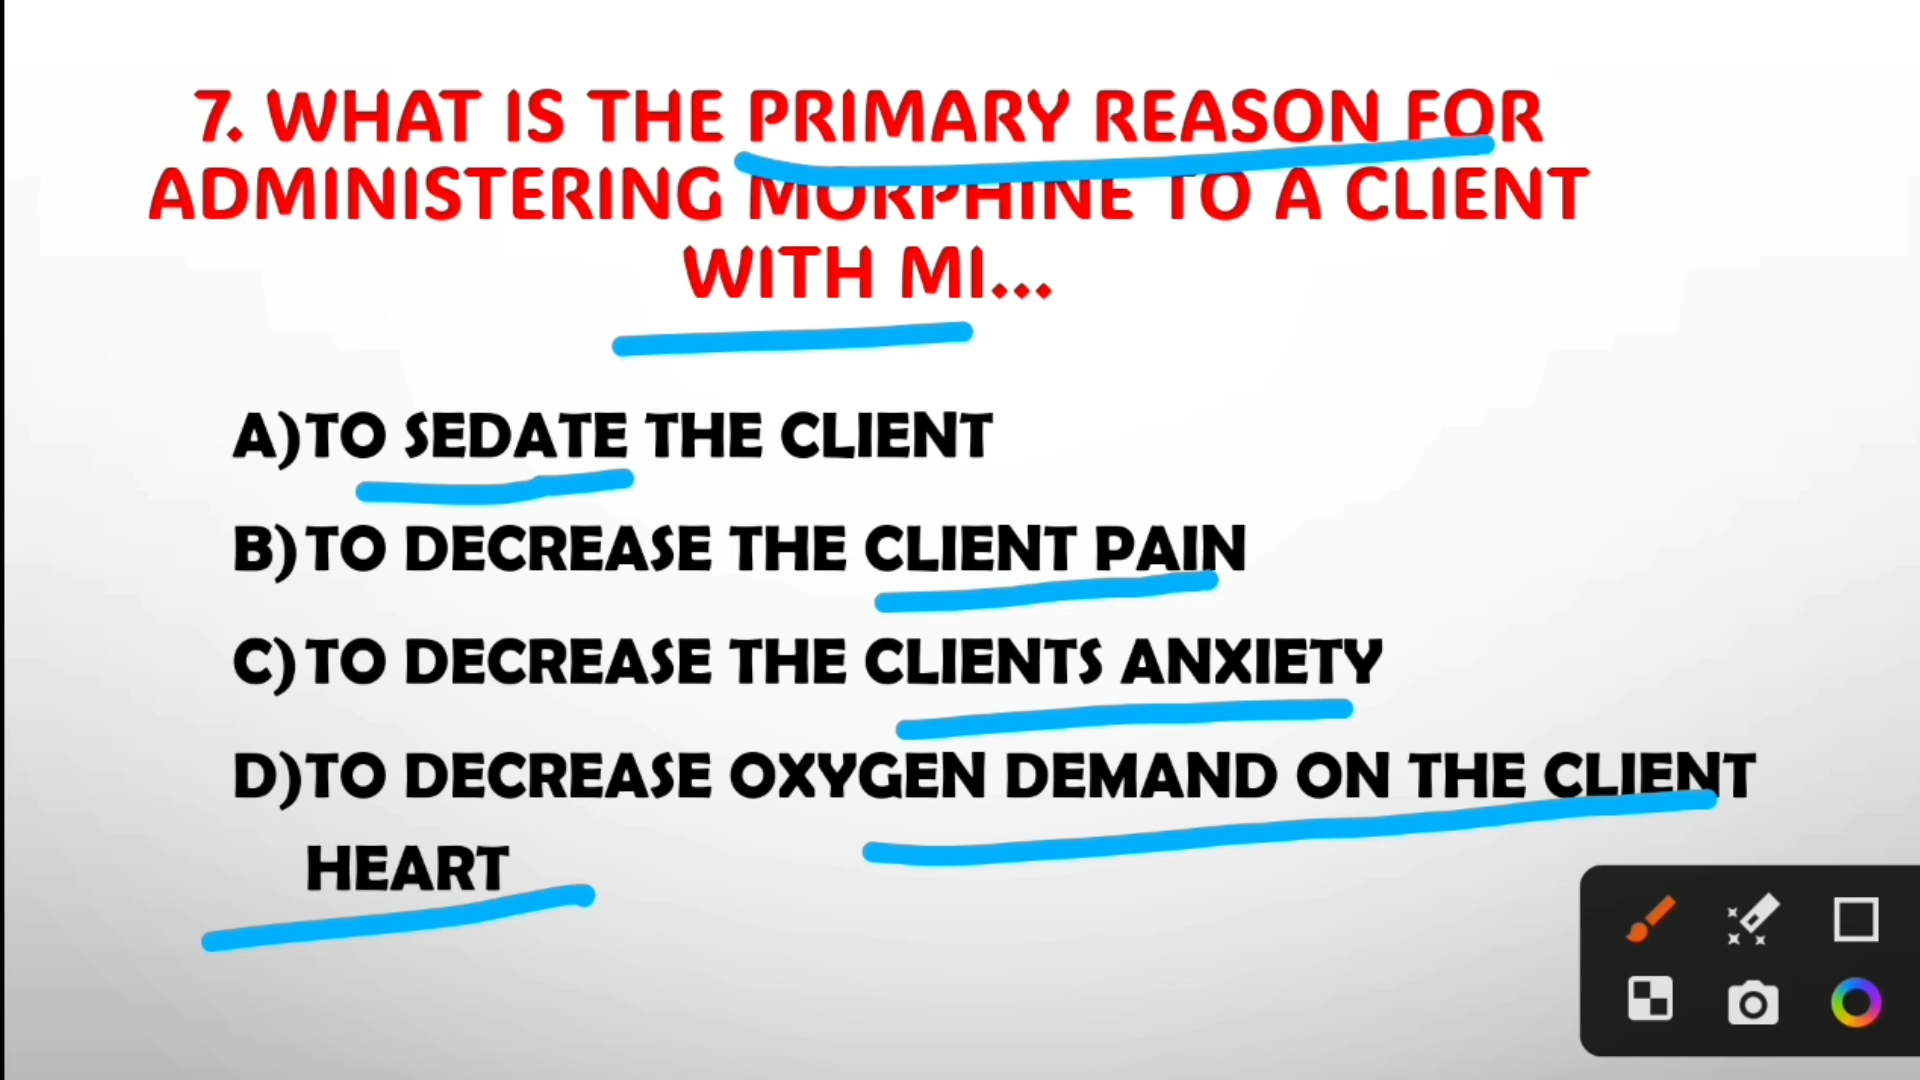 7. WHAT IS THE PRIMARY REASON FOR
ADMINISTERING MORPHINE TO A CLIENT
WITH MI...
A) TO SEDATE THE CLIENT
B) TO DECREASE THE CLIENT PAIN
C) TO DECREASE THE CLIENTS ANXIETY
D) TO DECREASE OXYGEN DEMAND ON THE CLIENT
HEART